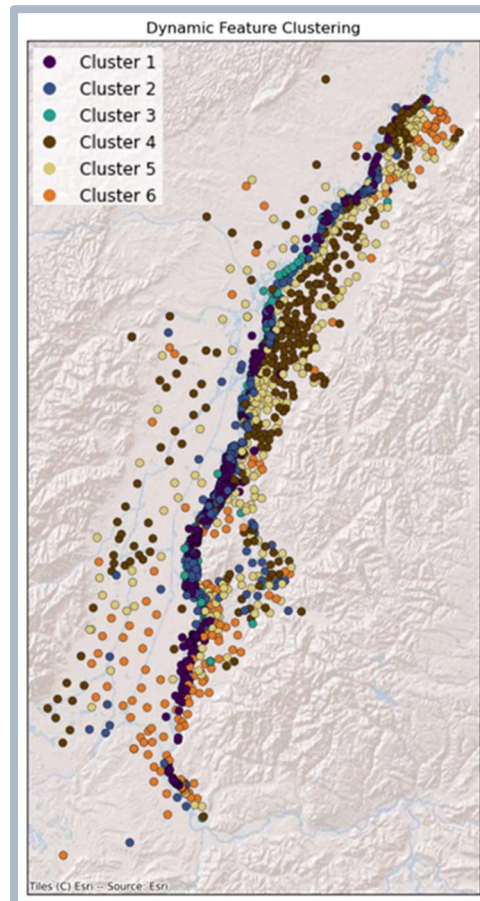 Dynamic Feature Clustering
Cluster 1
Cluster 2
Cluster 3
Cluster 4
Cluster 5
Cluster 6
Tiles (C) Esri -- Source: Esri